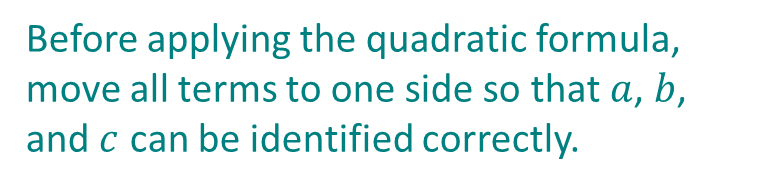 Before applying the quadratic formula,
move all terms to one side so that a, b,
and c can be identified correctly.